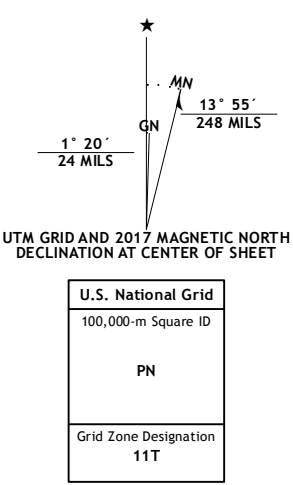 ★
MN
GN
13° 55´
248 MILS
1° 20´
24 MILS
UTM GRID AND 2017 MAGNETIC NORTH
DECLINATION AT CENTER OF SHEET
U.S. National Grid
100,000-m Square ID
PN
Grid Zone Designation
11T